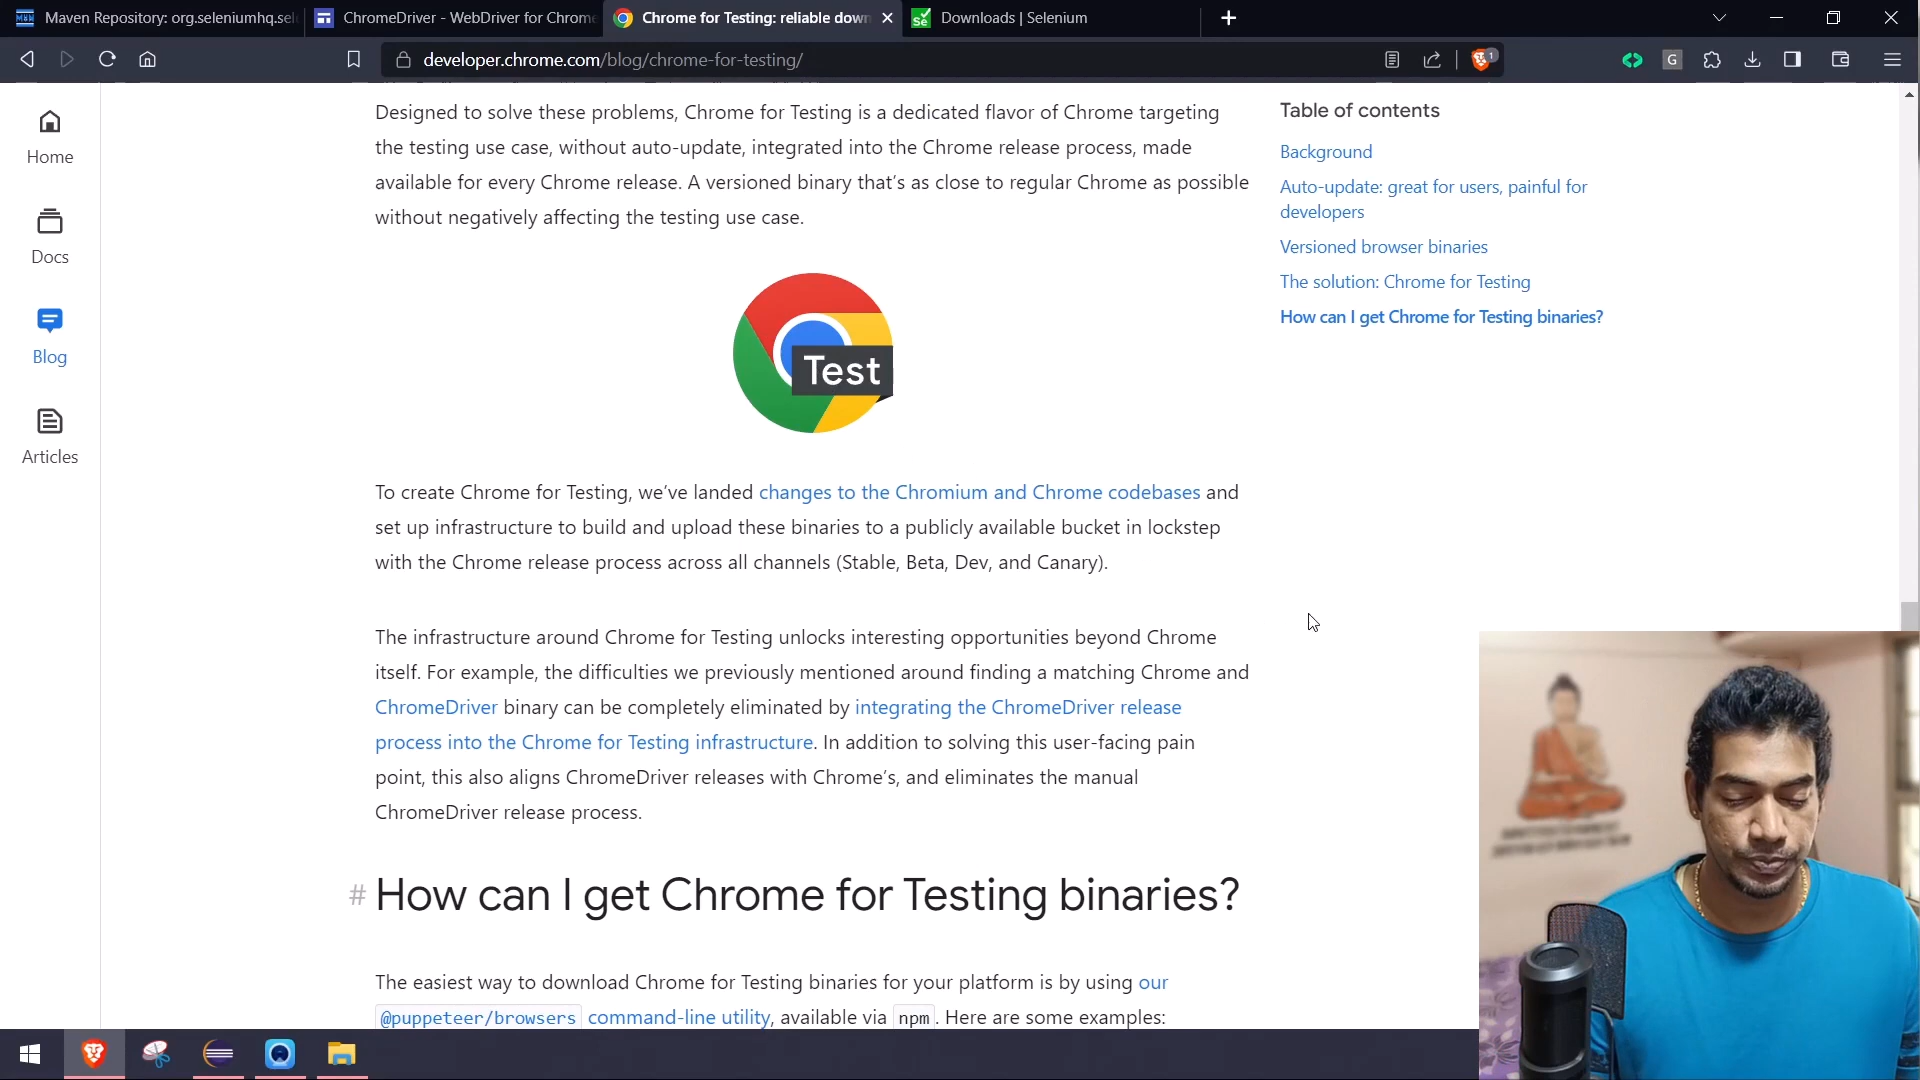 Maven Repository: org.seleniumhq.sel
ChromeDriver - WebDriver for Chrome
Chrome for Testing: reliable down
Downloads | Selenium
developer.chrome.com/blog/chrome-for-testing/
G
1
Home
Docs
Blog
Articles
Designed to solve these problems, Chrome for Testing is a dedicated flavor of Chrome targeting
the testing use case, without auto-update, integrated into the Chrome release process, made
available for every Chrome release. A versioned binary that's as close to regular Chrome as possible
without negatively affecting the testing use case.
Test
To create Chrome for Testing, we've landed changes to the Chromium and Chrome codebases and
set up infrastructure to build and upload these binaries to a publicly available bucket in lockstep
with the Chrome release process across all channels (Stable, Beta, Dev, and Canary).
The infrastructure around Chrome for Testing unlocks interesting opportunities beyond Chrome
itself. For example, the difficulties we previously mentioned around finding a matching Chrome and
ChromeDriver binary can be completely eliminated by integrating the ChromeDriver release
process into the Chrome for Testing infrastructure. In addition to solving this user-facing pain
point, this also aligns ChromeDriver releases with Chrome's, and eliminates the manual
ChromeDriver release process.
# How can I get Chrome for Testing binaries?
The easiest way to download Chrome for Testing binaries for your platform is by using our
@puppeteer/browsers command-line utility, available via npm. Here are some examples:
Table of contents
Background
Auto-update: great for users, painful for
developers
Versioned browser binaries
The solution: Chrome for Testing
How can I get Chrome for Testing binaries?